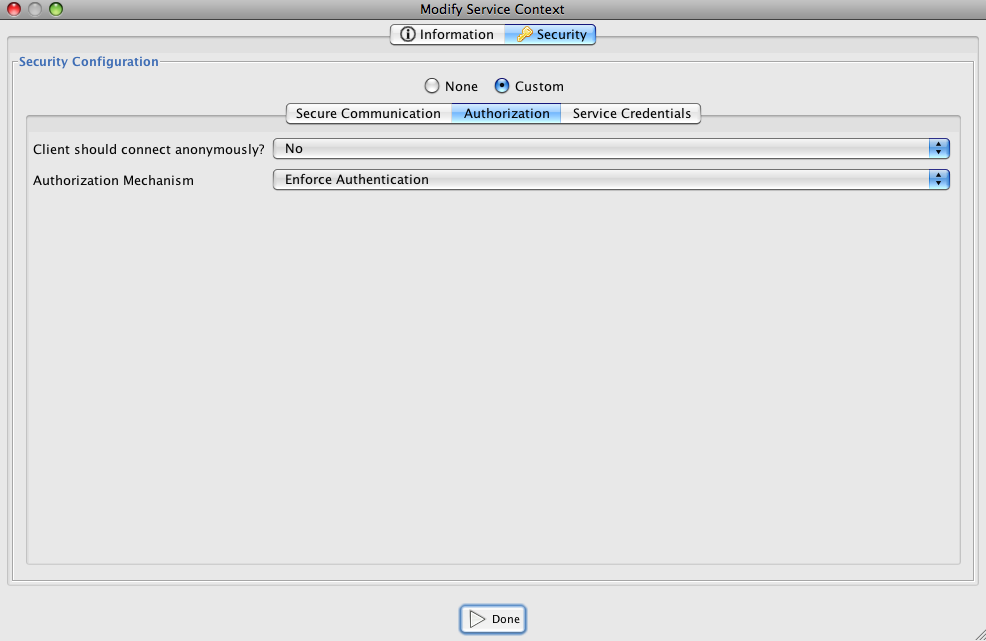 Modify Service Context
Information
Security
Security Configuration
None
Custom
Secure Communication
Authorization
Service Credentials
Client should connect anonymously?
No
Authorization Mechanism
Enforce Authentication
Done